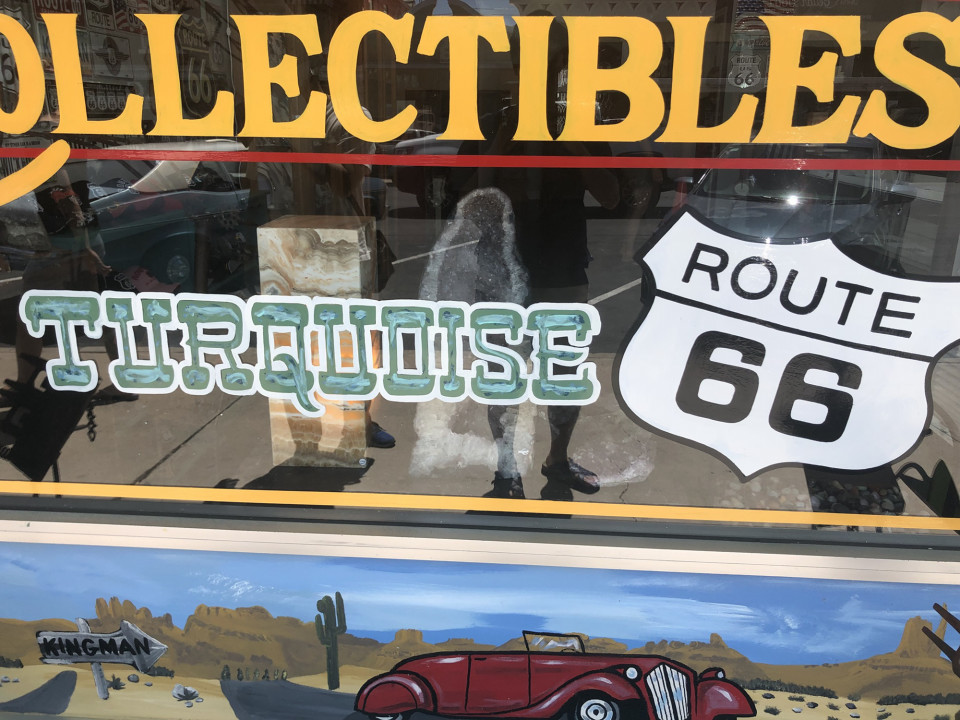 OLLECTIBLES
TURQUOISE
ROUTE
66
KINGMAN